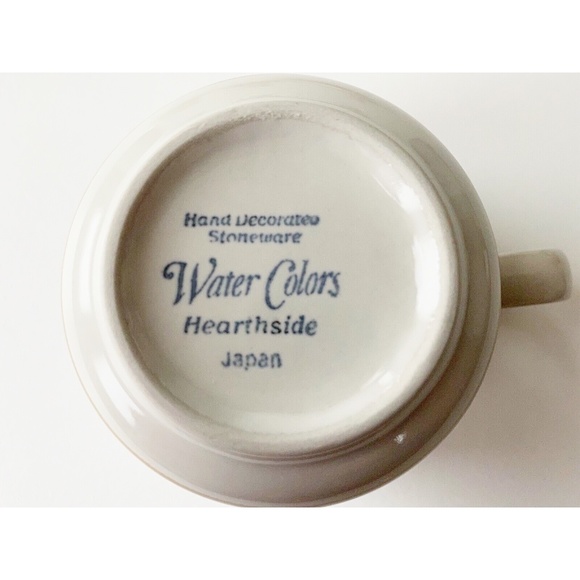 Hand Decorated
Stoneware
Water Colors
Hearthside
Japan